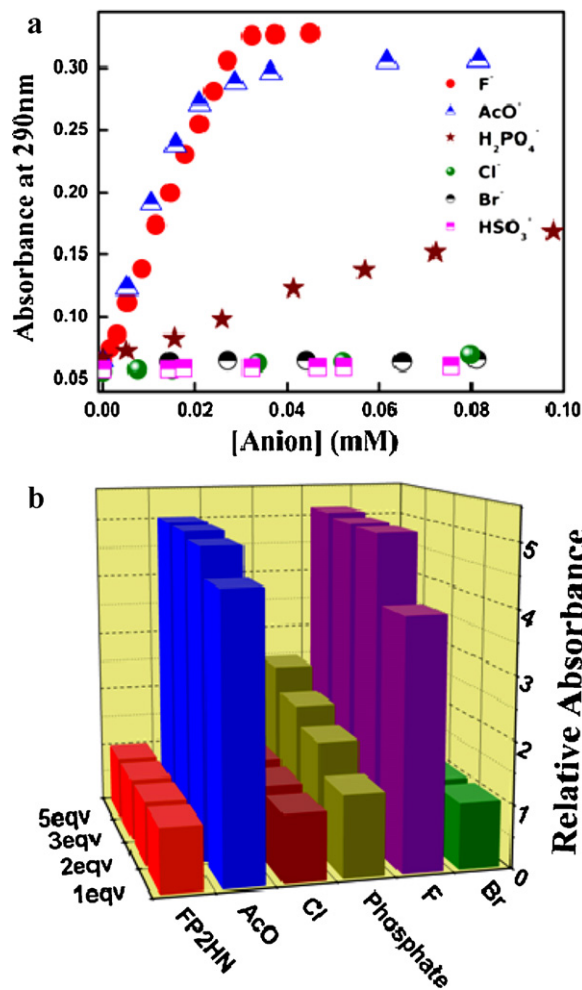 a
Absorbance at 290nm
0.30
0.25
0.20
0.15
0.10
0.05
F⁻
AcO⁻
H₂PO₄⁻
Cl⁻
Br⁻
HSO₃⁻
0.00 0.02 0.04 0.06 0.08 0.10
[Anion] (mM)
b
5
4
3
2
1
0
Relative Absorbance
5eqv
3eqv
2eqv
1eqv
FP2HN
AcO
Cl
Phosphate
F
Br